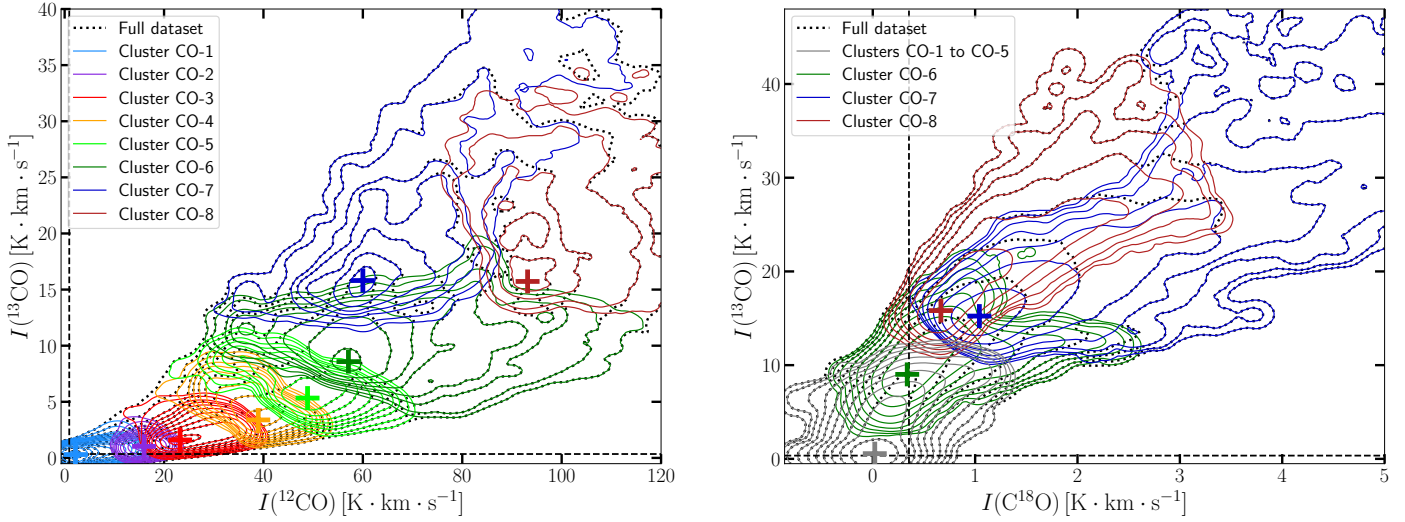 40
35
30
25
20
15
10
5
0
I(¹³CO) [K · km · s⁻¹]
Full dataset
Cluster CO-1
Cluster CO-2
Cluster CO-3
Cluster CO-4
Cluster CO-5
Cluster CO-6
Cluster CO-7
Cluster CO-8
0 20 40 60 80 100 120
I(¹²CO) [K · km · s⁻¹]
40
30
20
10
0
I(¹³CO) [K · km · s⁻¹]
Full dataset
Clusters CO-1 to CO-5
Cluster CO-6
Cluster CO-7
Cluster CO-8
0 1 2 3 4 5
I(C¹⁸O) [K · km · s⁻¹]